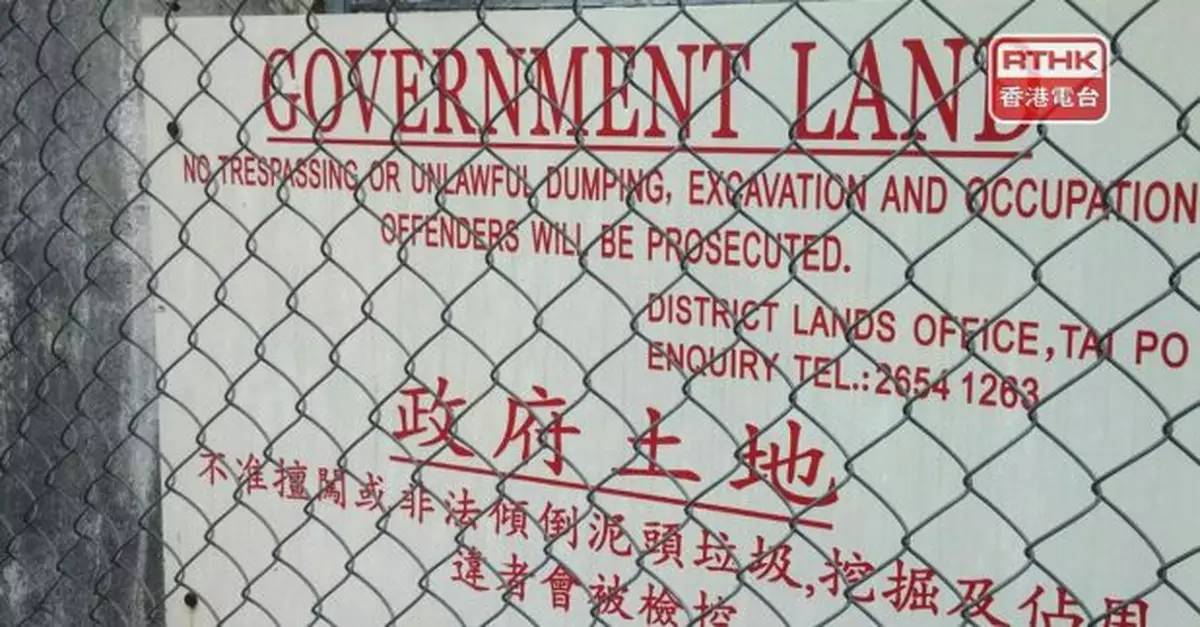 GOVERNMENT LAND
RTHK
香港電台
NO TRESPASSING OR UNLAWFUL DUMPING, EXCAVATION AND OCCUPATION
OFFENDERS WILL BE PROSECUTED.
DISTRICT LANDS OFFICE, TAI PO
ENQUIRY TEL.: 2654 1263
政府土地
不准擅闖或非法傾倒泥頭垃圾,挖掘及佔用
違者會被檢控